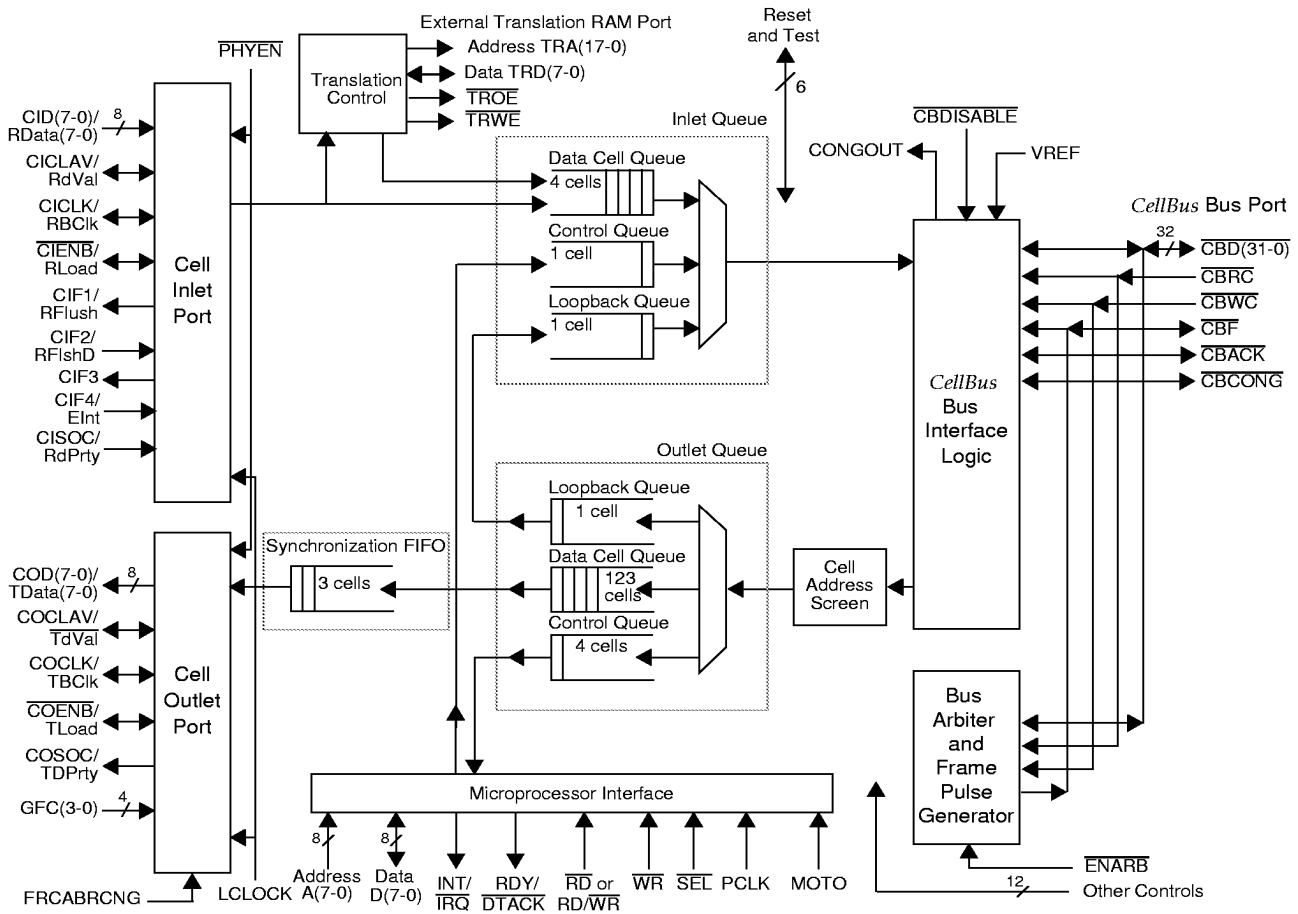 External Translation RAM Port
Reset
and Test
PHYEN
Address TRA(17-0)
Translation
Control
Data TRD(7-0)
TROE
TRWE
6
Inlet Queue
CBDISABLE
CONGOUT
VREF
CellBus Bus Port
CID(7-0)/
RData(7-0)
8
CICLAV/
RdVal
CICLK/
RBClk
CIENB/
RLoad
CIF1/
RFlush
CIF2/
RFlshD
CIF3
CIF4/
EInt
CISOC/
RdPrty
Cell
Inlet
Port
Data Cell Queue
4 cells
Control Queue
1 cell
Loopback Queue
1 cell
32
CBD(31-0)
CBRC
CBWC
CBF
CBACK
CBCONG
CellBus
Bus
Interface
Logic
Outlet Queue
Loopback Queue
1 cell
Data Cell Queue
123
cells
Control Queue
4 cells
Synchronization FIFO
3 cells
Cell
Address
Screen
COD(7-0)/
TData(7-0)
8
COCLAV/
TdVal
COCLK/
TBClk
COENB/
TLoad
COSOC/
TDPrty
GFC(3-0)
4
Cell
Outlet
Port
Bus
Arbiter
and
Frame
Pulse
Generator
Microprocessor Interface
8
8
FRCABRCNG
LCLOCK
Address
A(7-0)
Data
D(7-0)
INT/
IRQ
RDY/
DTACK
RD or
RD/WR
WR
SEL
PCLK
MOTO
ENARB
12
Other Controls